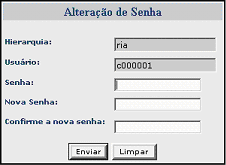 Alteração de Senha
Hierarquia: ria
Usuário: c000001
Senha:
Nova Senha:
Confirme a nova senha:
Enviar Limpar